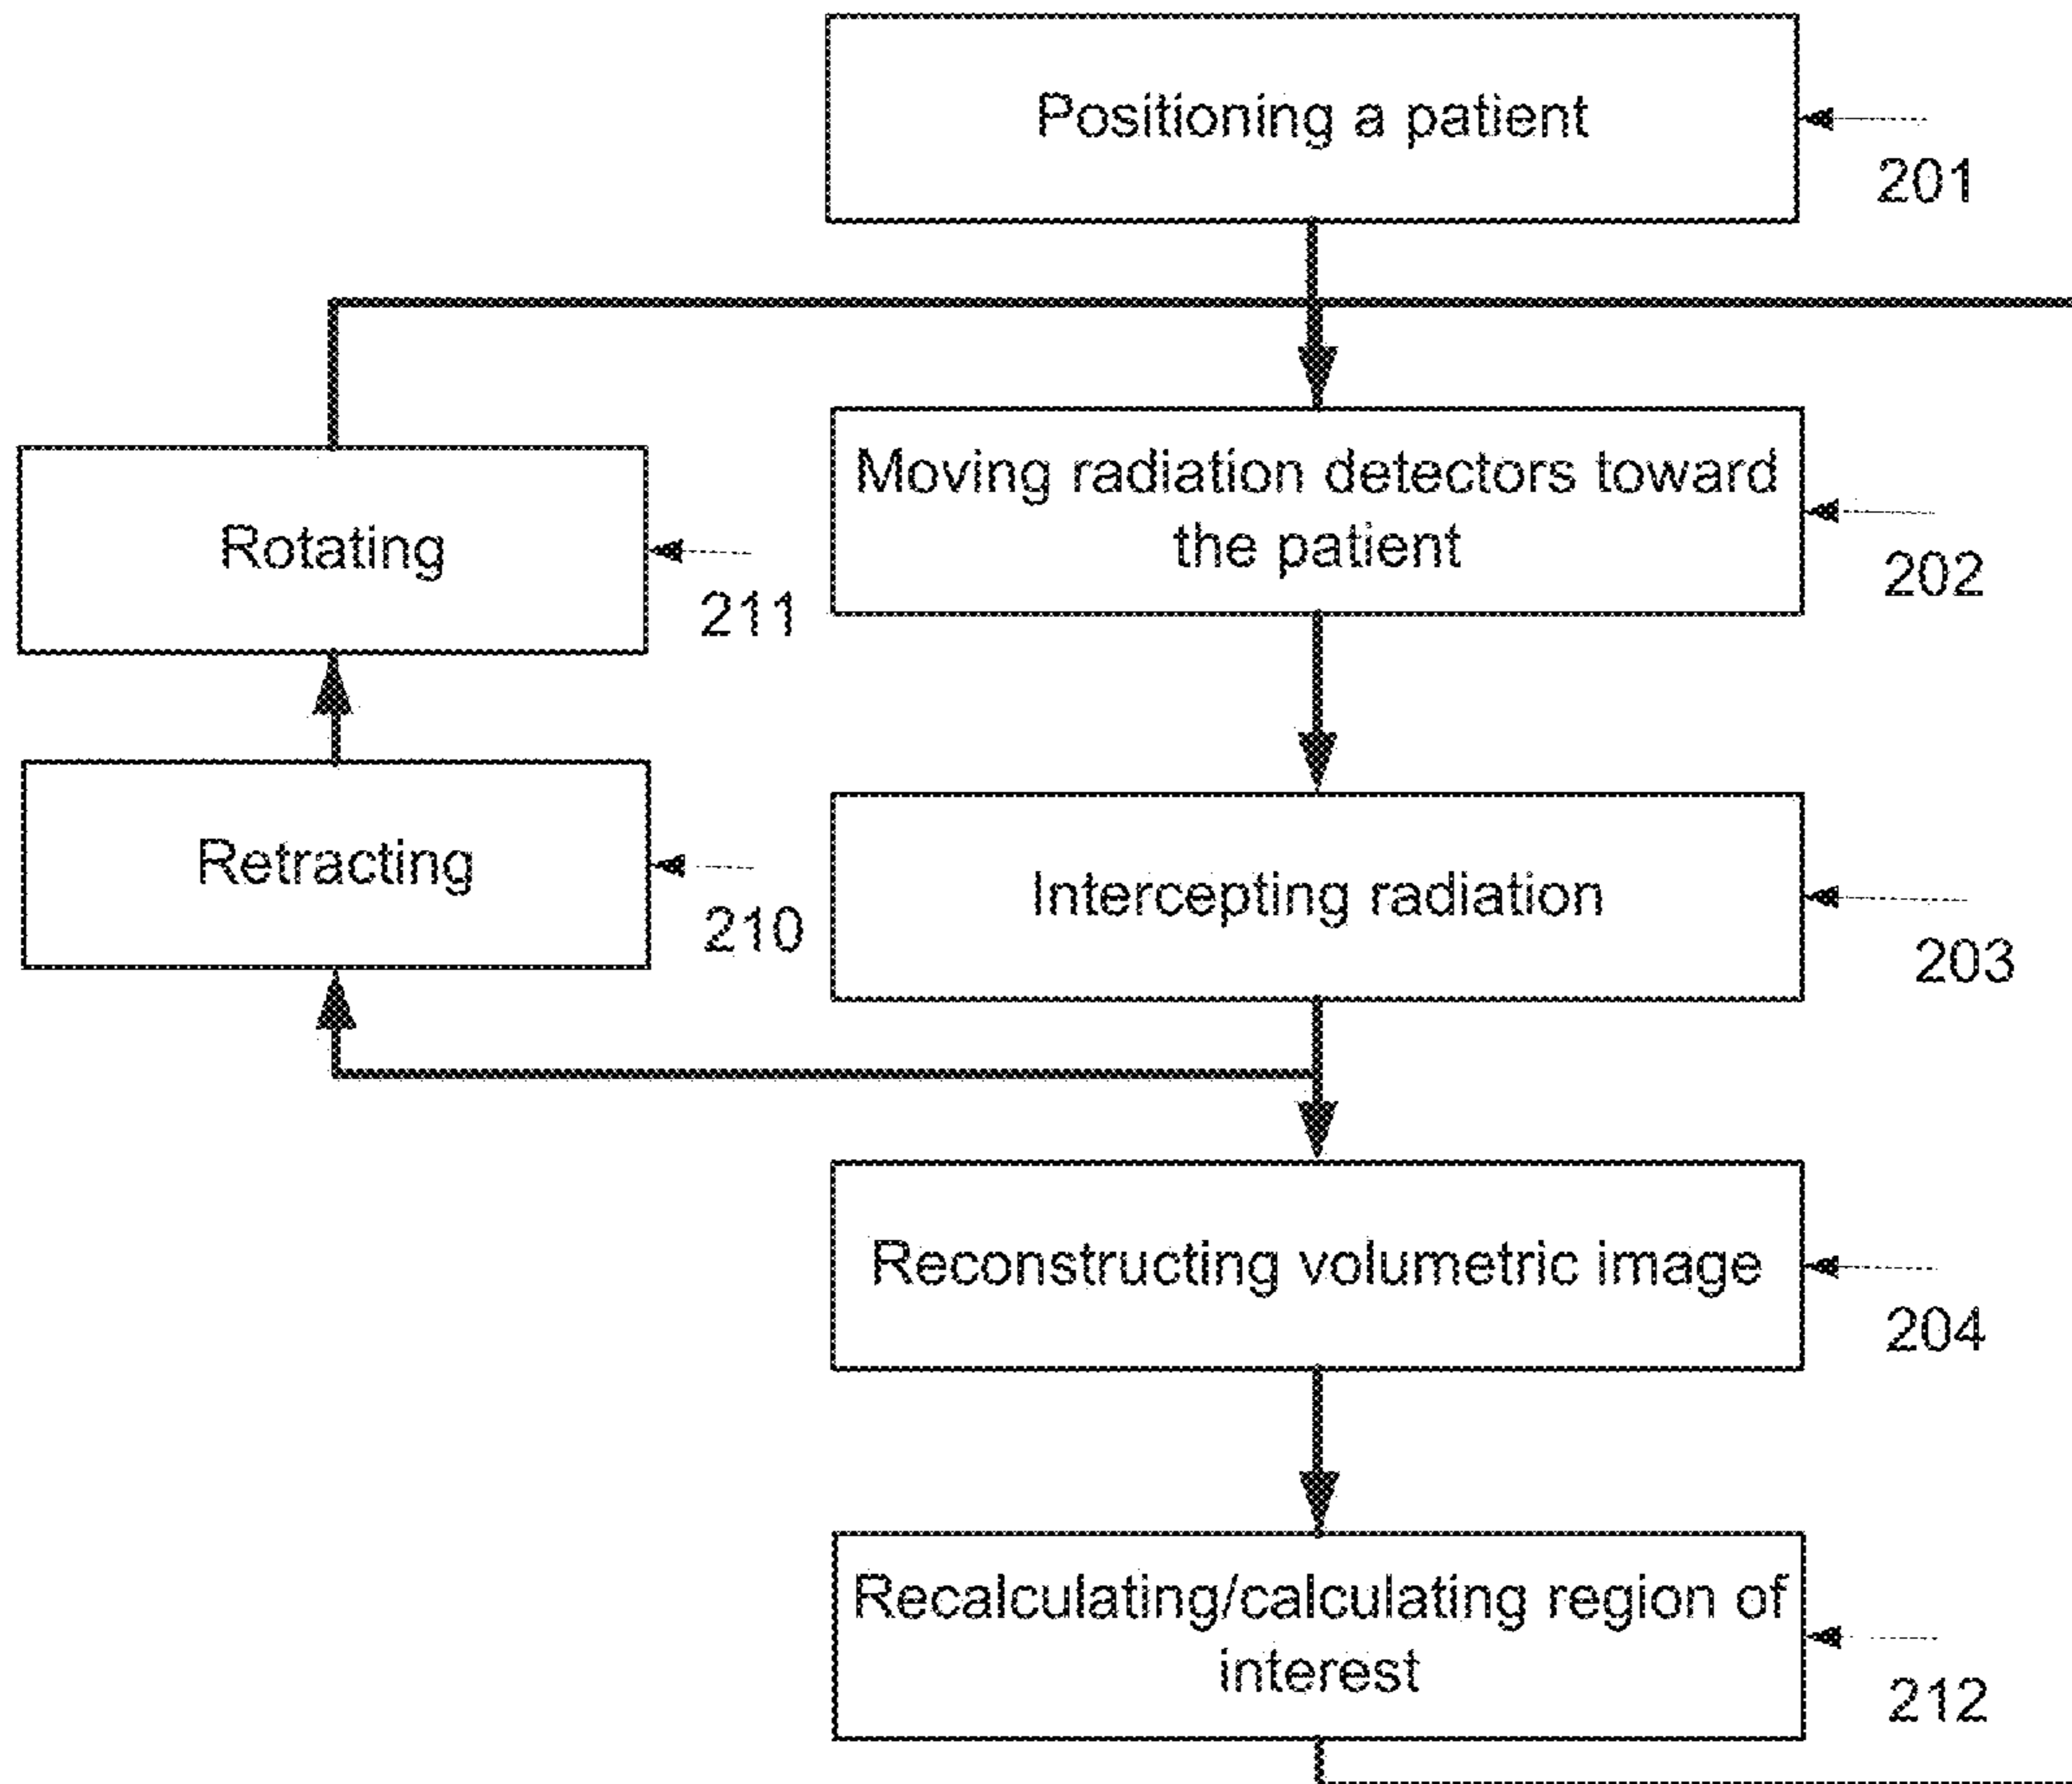 Positioning a patient
201
Moving radiation detectors toward
the patient
202
Rotating
211
Retracting
210
Intercepting radiation
203
Reconstructing volumetric image
204
Recalculating/calculating region of
interest
212